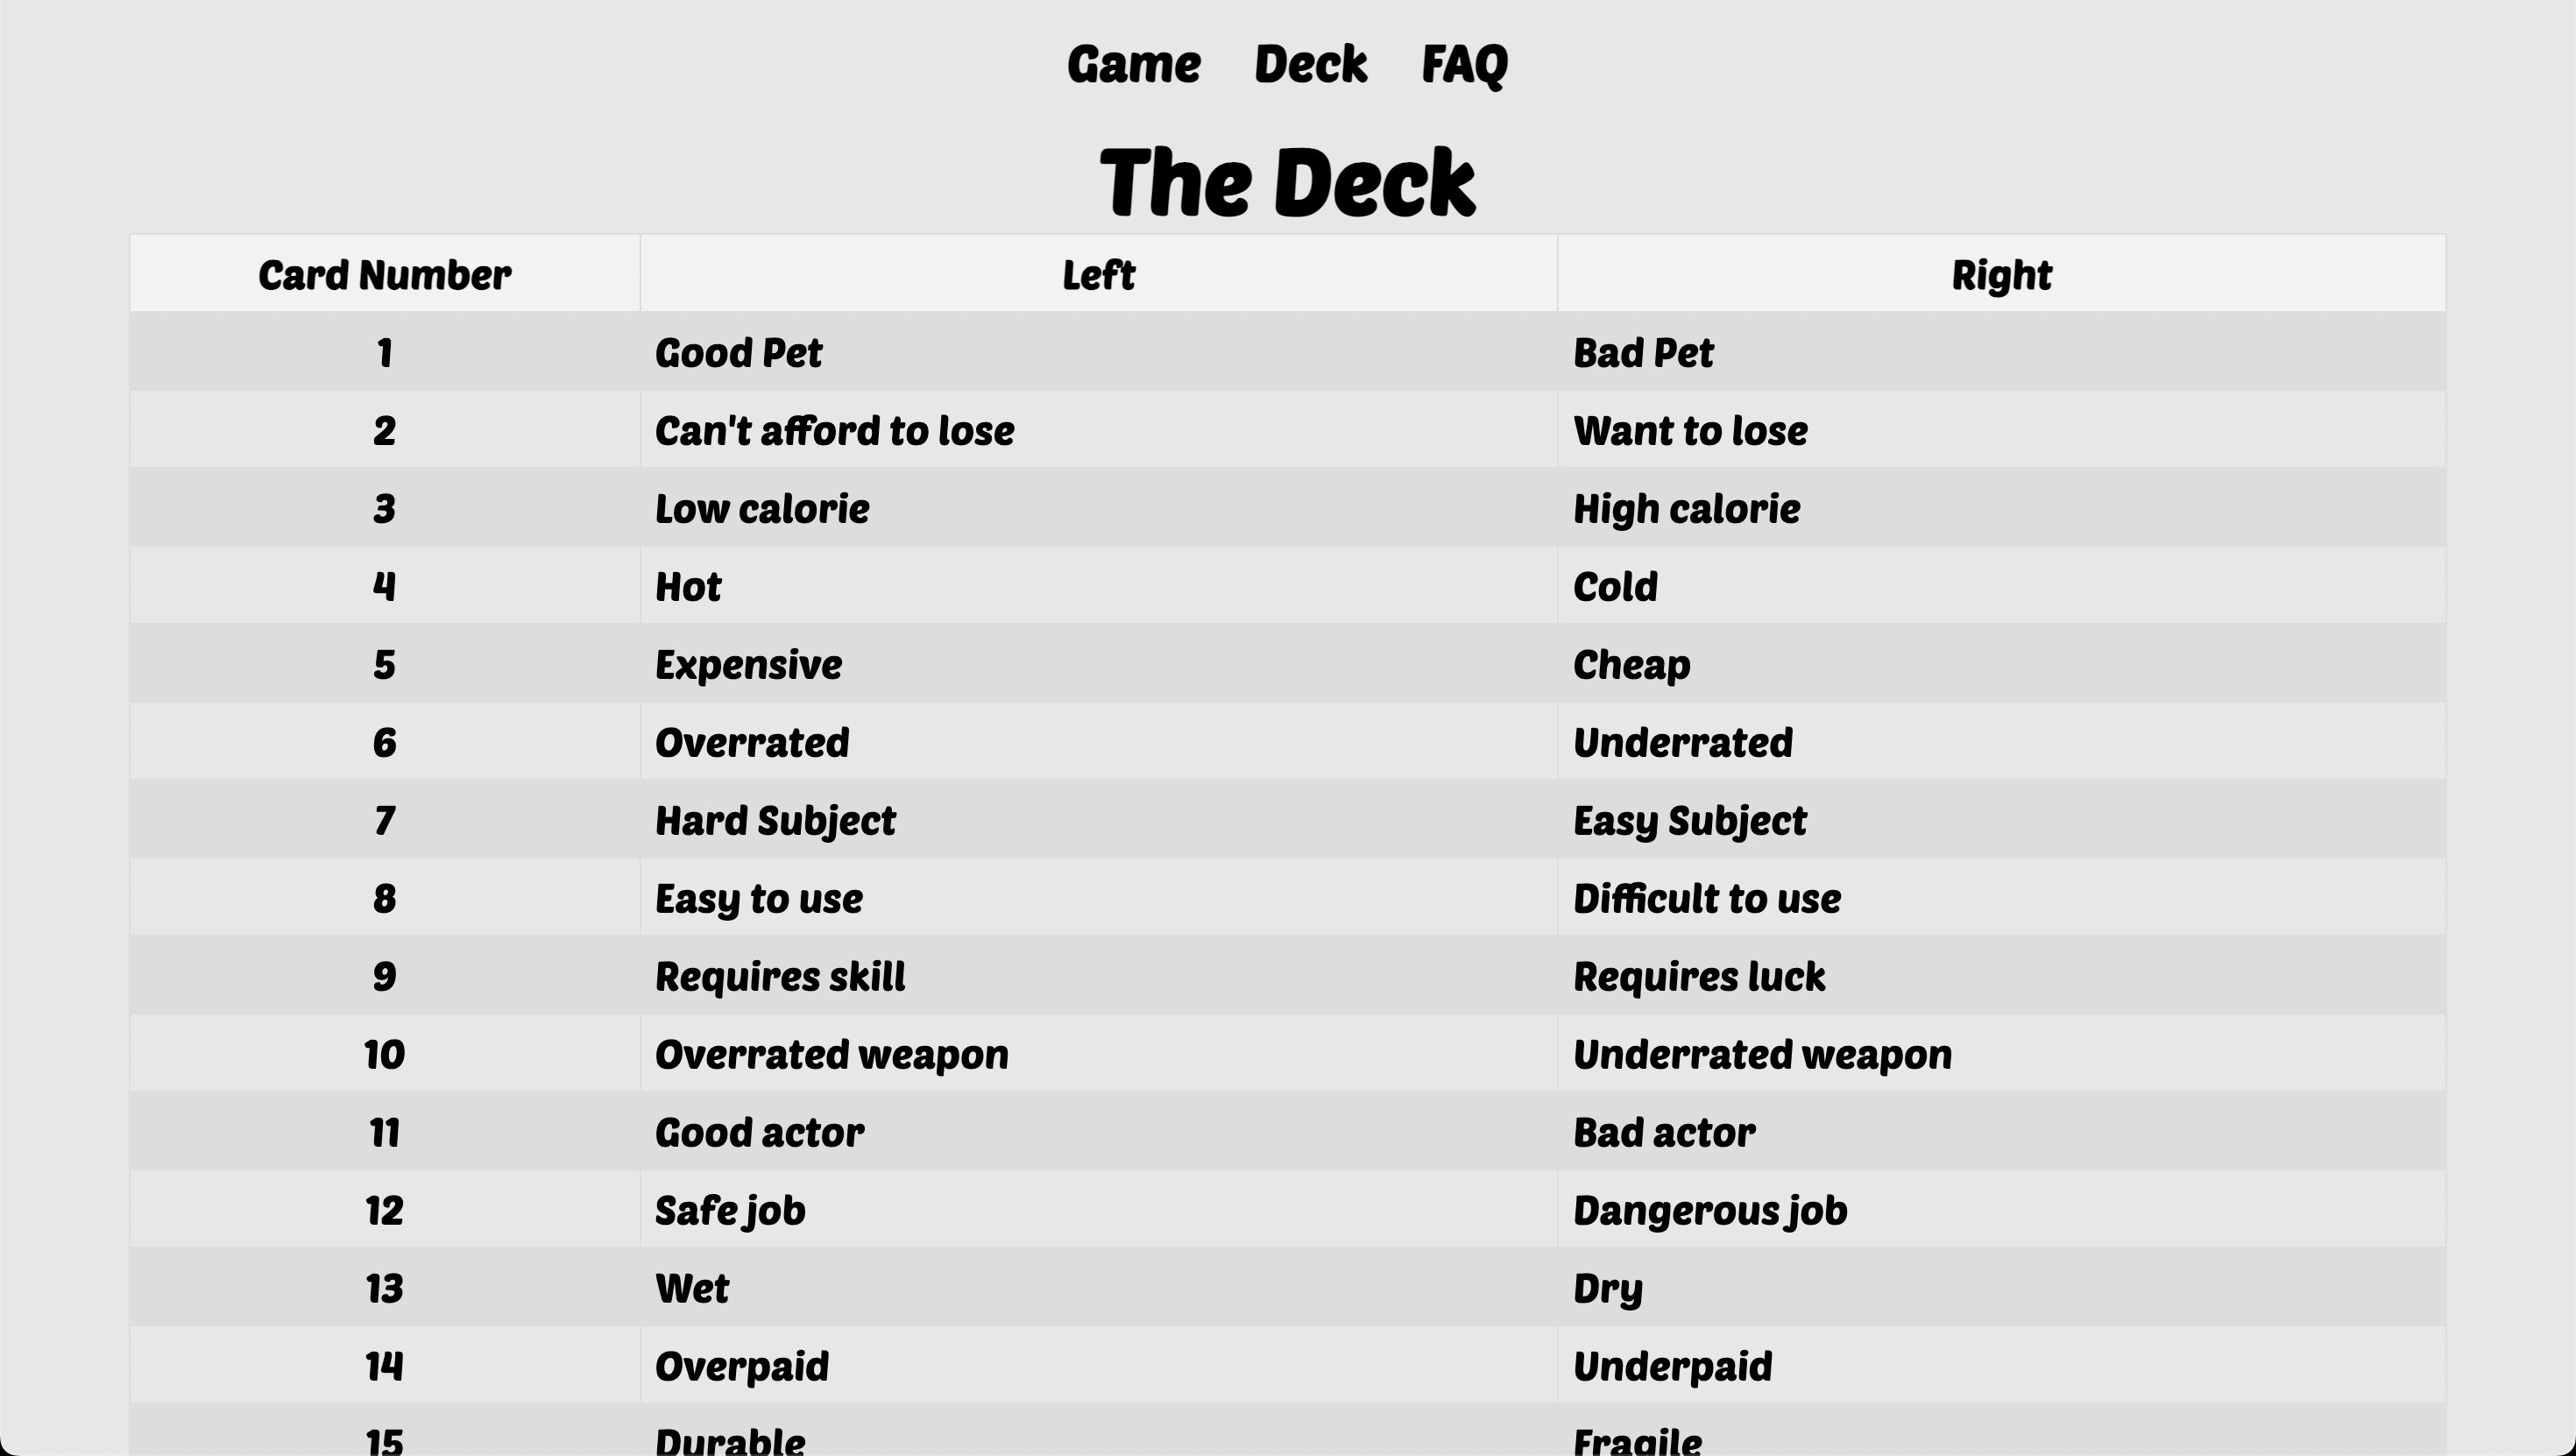 Game Deck FAQ
The Deck
Card Number Left Right
1 Good Pet Bad Pet
2 Can't afford to lose Want to lose
3 Low calorie High calorie
4 Hot Cold
5 Expensive Cheap
6 Overrated Underrated
7 Hard Subject Easy Subject
8 Easy to use Difficult to use
9 Requires skill Requires luck
10 Overrated weapon Underrated weapon
11 Good actor Bad actor
12 Safe job Dangerous job
13 Wet Dry
14 Overpaid Underpaid
15 Durable Fragile